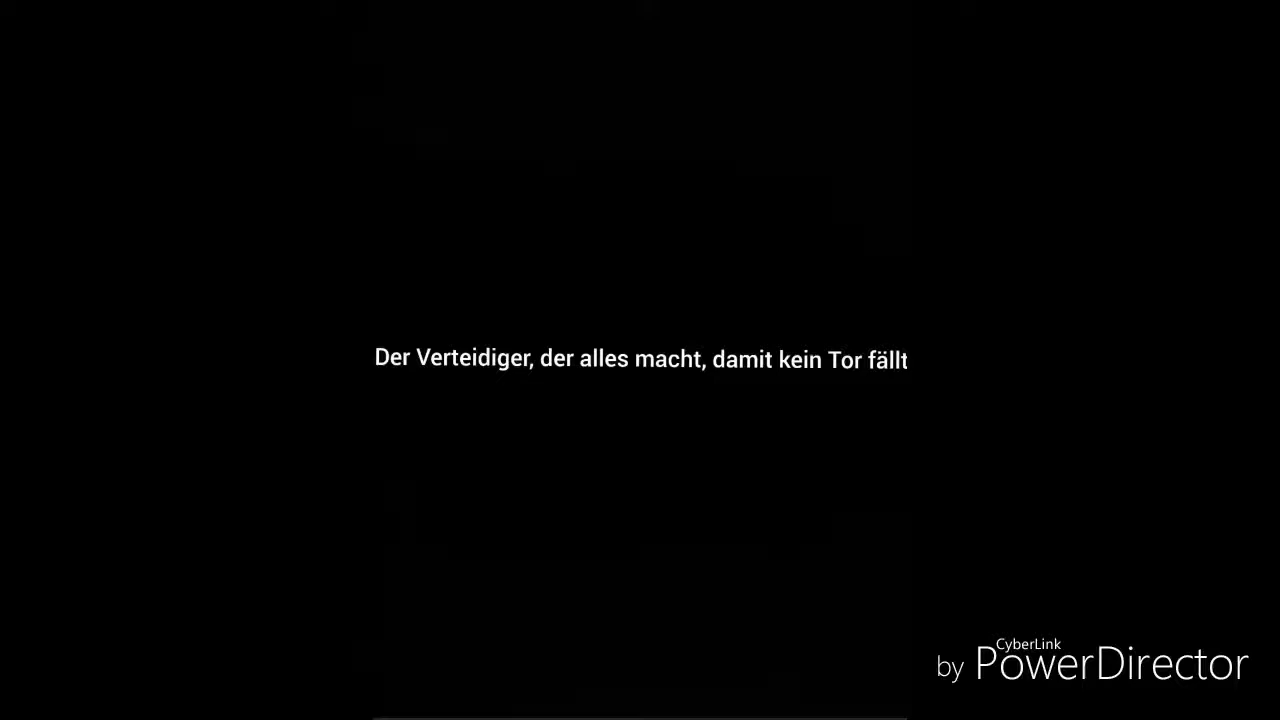 Der Verteidiger, der alles macht, damit kein Tor fällt
CyberLink
by PowerDirector